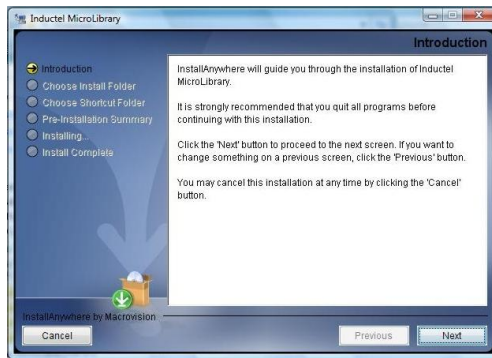 Inductel MicroLibrary
Introduction
Introduction
Choose Install Folder
Choose Shortcut Folder
Pre-Installation Summary
Installing...
Install Complete
InstallAnywhere will guide you through the installation of Inductel
MicroLibrary.
It is strongly recommended that you quit all programs before
continuing with this installation.
Click the 'Next' button to proceed to the next screen. If you want to
change something on a previous screen, click the 'Previous' button.
You may cancel this installation at any time by clicking the 'Cancel'
button.
InstallAnywhere by Macrovision
Cancel
Previous
Next